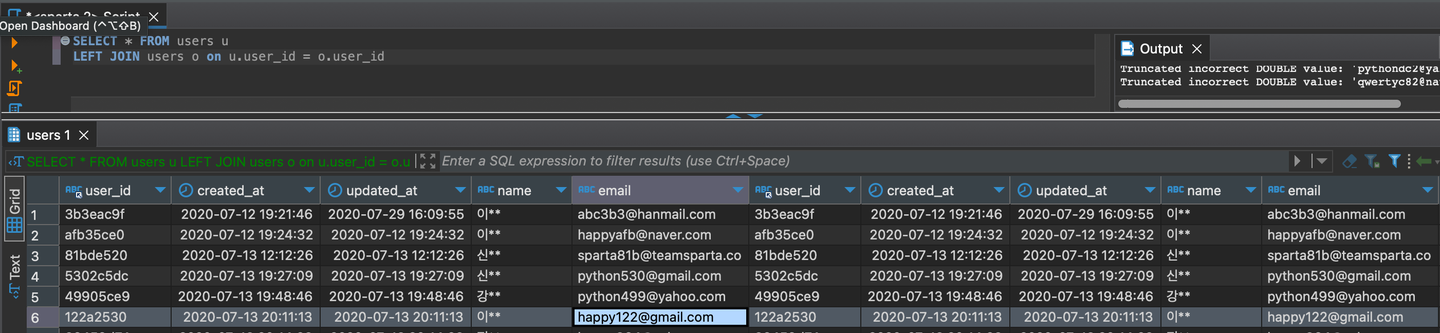 Script
Open Dashboard (^⌥⇧B)
SELECT * FROM users u
LEFT JOIN users o on u.user_id = o.user_id
Output
Truncated incorrect DOUBLE value: 'pythondc2@ya
Truncated incorrect DOUBLE value: 'qwertyc82@na
users 1
SELECT * FROM users u LEFT JOIN users o on u.user_id = o.u Enter a SQL expression to filter results (use Ctrl+Space)
Grid
Text
ABC user_id created_at updated_at ABC name ABC email ABC user_id created_at updated_at ABC name ABC email
1 3b3eac9f 2020-07-12 19:21:46 2020-07-29 16:09:55 이** abc3b3@hanmail.com 3b3eac9f 2020-07-12 19:21:46 2020-07-29 16:09:55 이** abc3b3@hanmail.com
2 afb35ce0 2020-07-12 19:24:32 2020-07-12 19:24:32 이** happyafb@naver.com afb35ce0 2020-07-12 19:24:32 2020-07-12 19:24:32 이** happyafb@naver.com
3 81bde520 2020-07-13 12:12:26 2020-07-13 12:12:26 신** sparta81b@teamsparta.co 81bde520 2020-07-13 12:12:26 2020-07-13 12:12:26 신** sparta81b@teamsparta.co
4 5302c5dc 2020-07-13 19:27:09 2020-07-13 19:27:09 신** python530@gmail.com 5302c5dc 2020-07-13 19:27:09 2020-07-13 19:27:09 신** python530@gmail.com
5 49905ce9 2020-07-13 19:48:46 2020-07-13 19:48:46 강** python499@yahoo.com 49905ce9 2020-07-13 19:48:46 2020-07-13 19:48:46 강** python499@yahoo.com
6 122a2530 2020-07-13 20:11:13 2020-07-13 20:11:13 이** happy122@gmail.com 122a2530 2020-07-13 20:11:13 2020-07-13 20:11:13 이** happy122@gmail.com